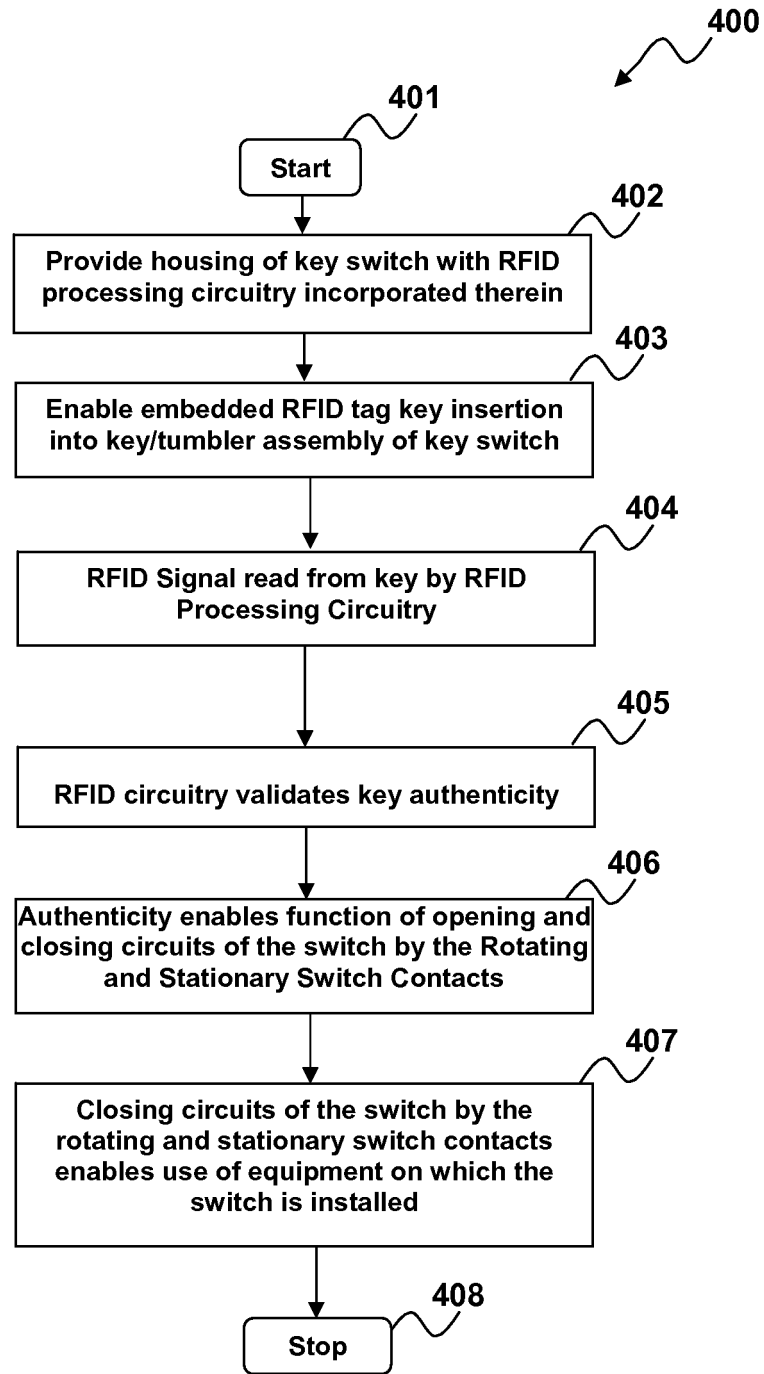 400
401
Start
402
Provide housing of key switch with RFID
processing circuitry incorporated therein
403
Enable embedded RFID tag key insertion
into key/tumbler assembly of key switch
404
RFID Signal read from key by RFID
Processing Circuitry
405
RFID circuitry validates key authenticity
406
Authenticity enables function of opening and
closing circuits of the switch by the Rotating
and Stationary Switch Contacts
407
Closing circuits of the switch by the
rotating and stationary switch contacts
enables use of equipment on which the
switch is installed
408
Stop